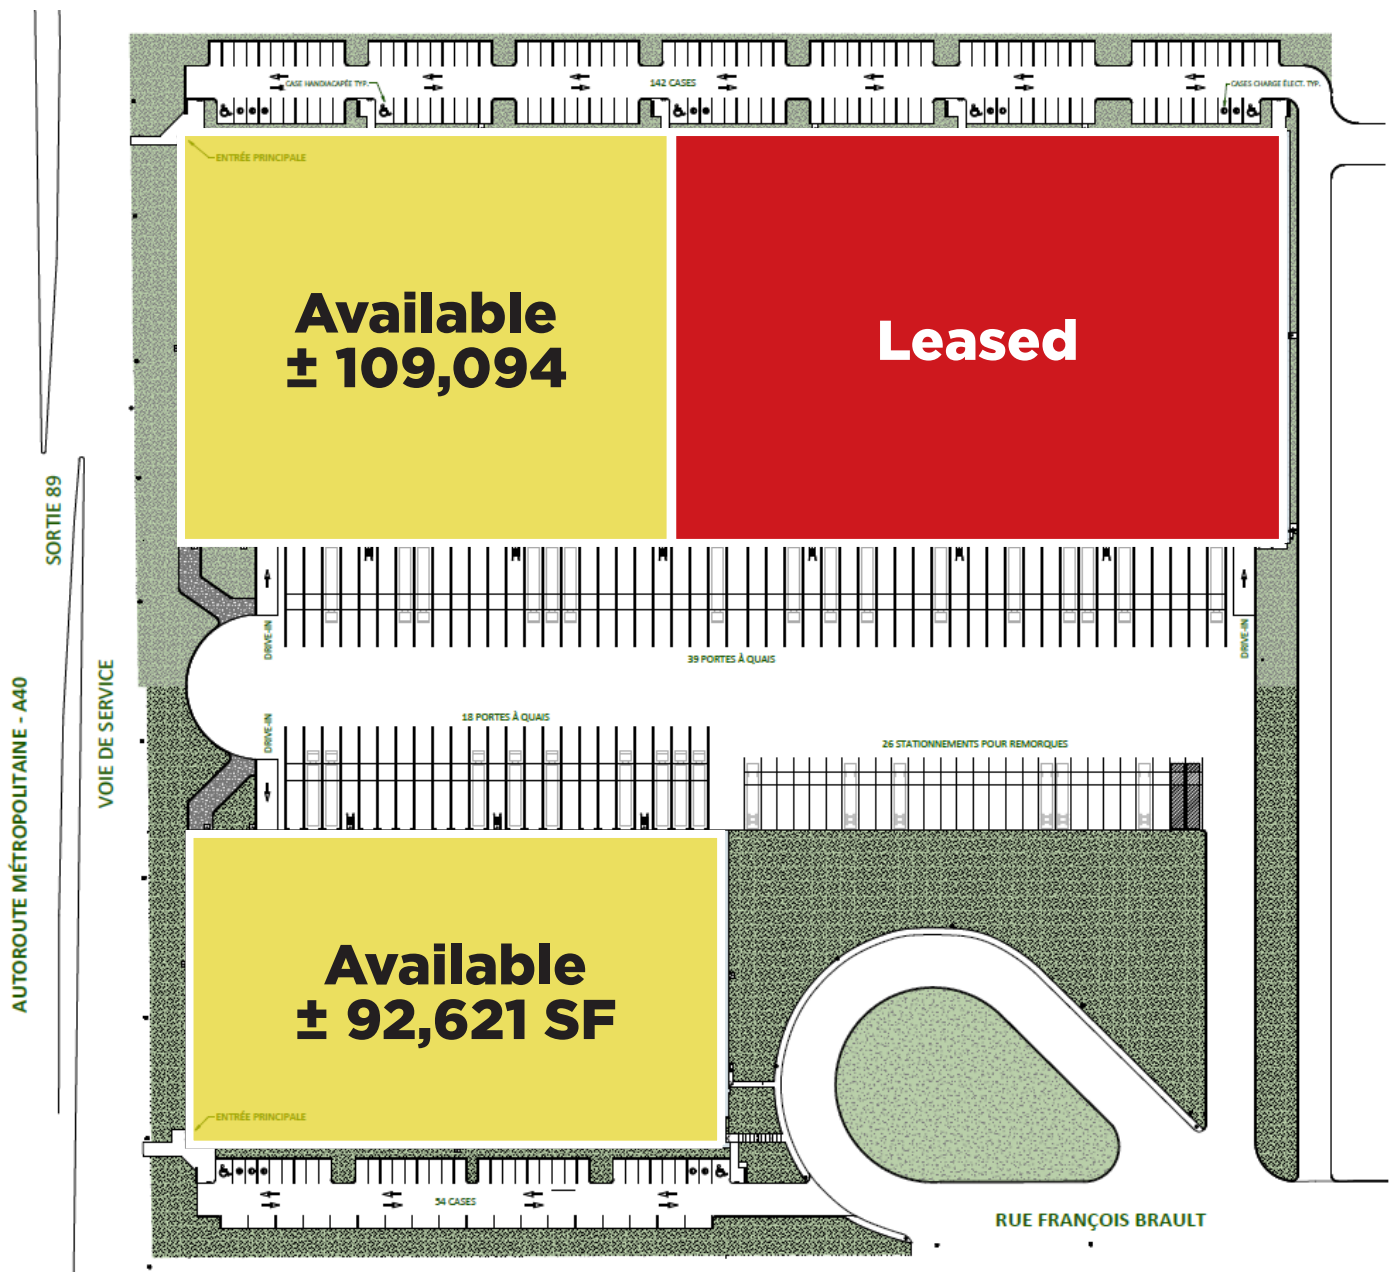 CASE HANDIACAPÉE TYP.
142 CASES
CASES CHARGE ÉLECT. TYP.
ENTRÉE PRINCIPALE
Available
± 109,094
Leased
SORTIE 89
DRIVE-IN
DRIVE-IN
39 PORTES À QUAIS
VOIE DE SERVICE
AUTOROUTE MÉTROPOLITAINE - A40
DRIVE-IN
18 PORTES À QUAIS
26 STATIONNEMENTS POUR REMORQUES
Available
± 92,621 SF
ENTRÉE PRINCIPALE
54 CASES
RUE FRANÇOIS BRAULT